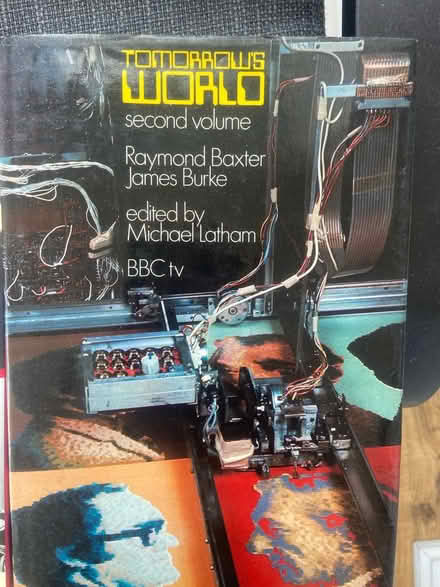 TOMORROW'S
WORLD
second volume
Raymond Baxter
James Burke
edited by
Michael Latham
BBC tv